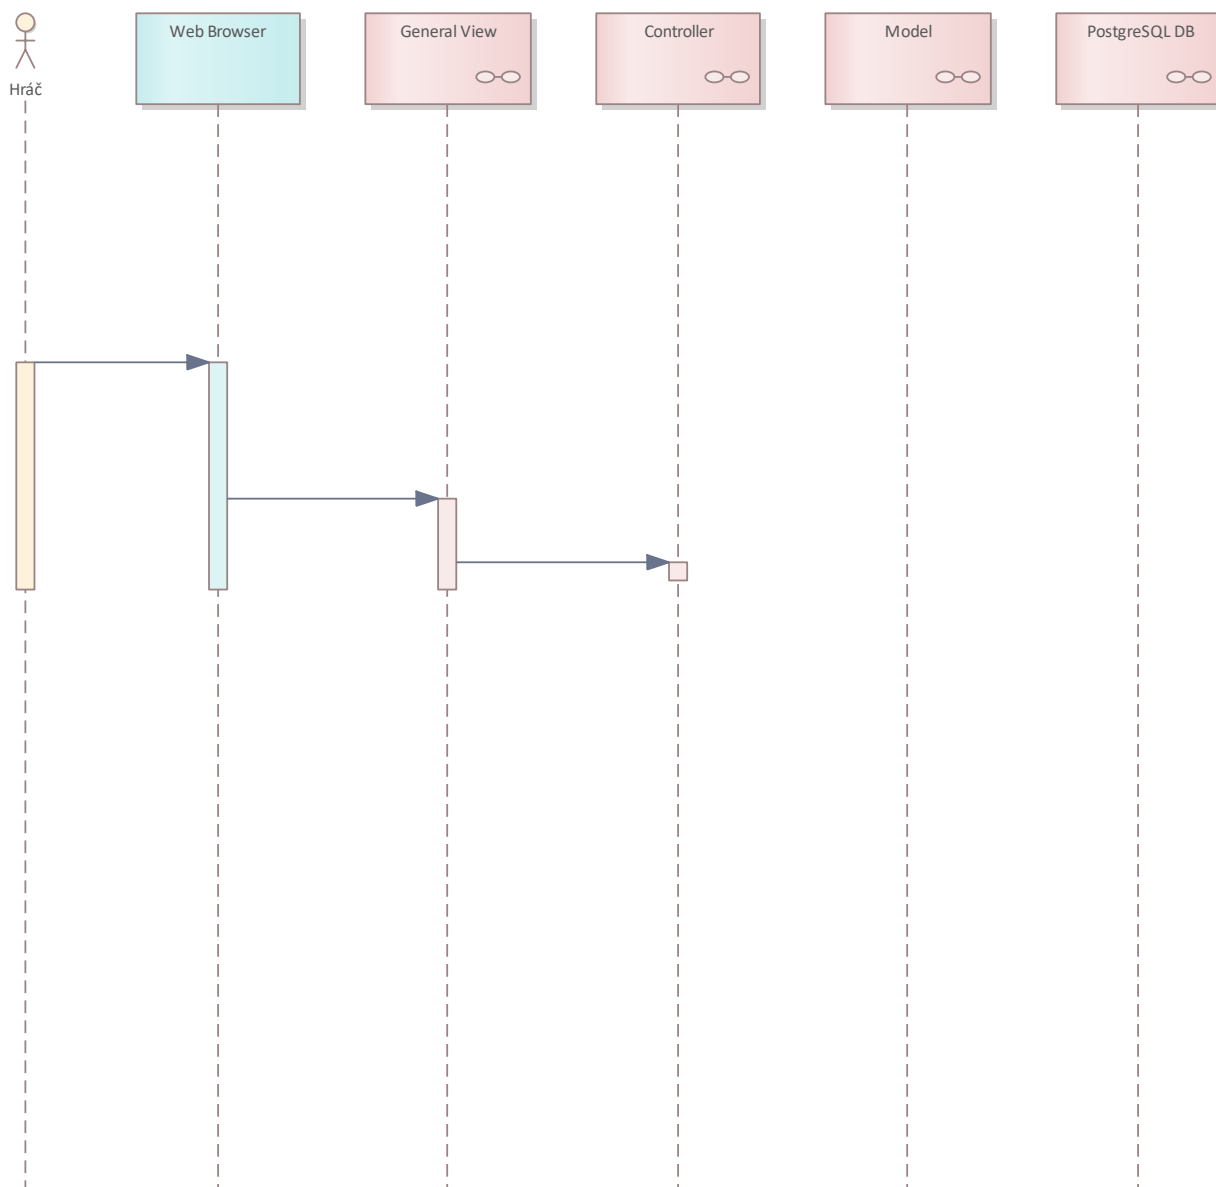 Hráč
Web Browser
General View
Controller
Model
PostgreSQL DB